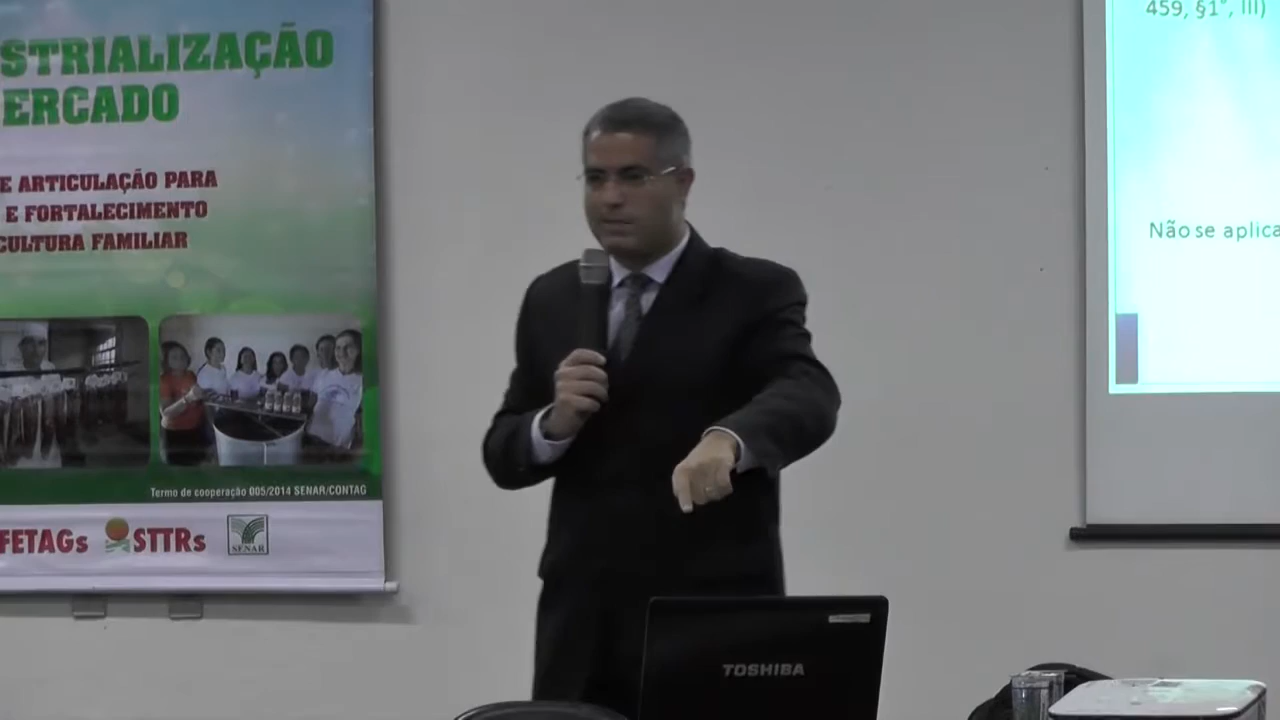 STRIALIZAÇÃO
ERCADO
E ARTICULAÇÃO PARA
E FORTALECIMENTO
CULTURA FAMILIAR
Termo de cooperação 005/2014 SENAR/CONTAG
FETAGs
STTRs
SENAR
459, §1°, III)
Não se aplica
TOSHIBA